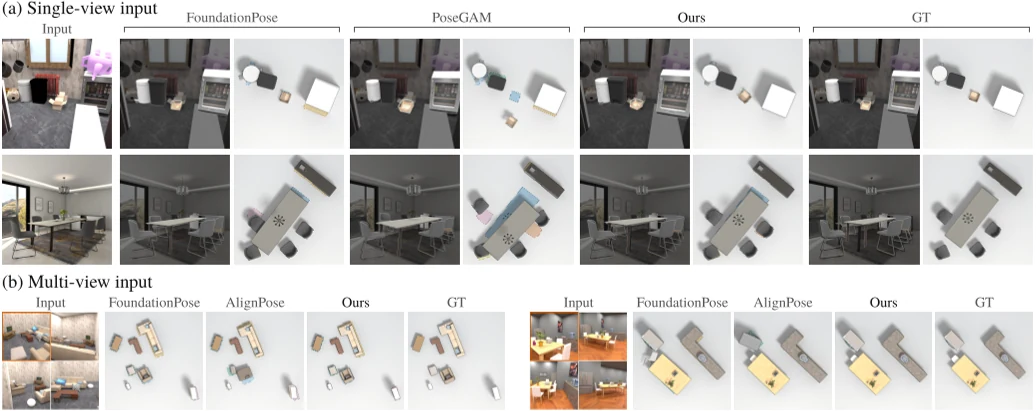 (a) Single-view input
Input FoundationPose PoseGAM Ours GT
(b) Multi-view input
Input FoundationPose AlignPose Ours GT Input FoundationPose AlignPose Ours GT